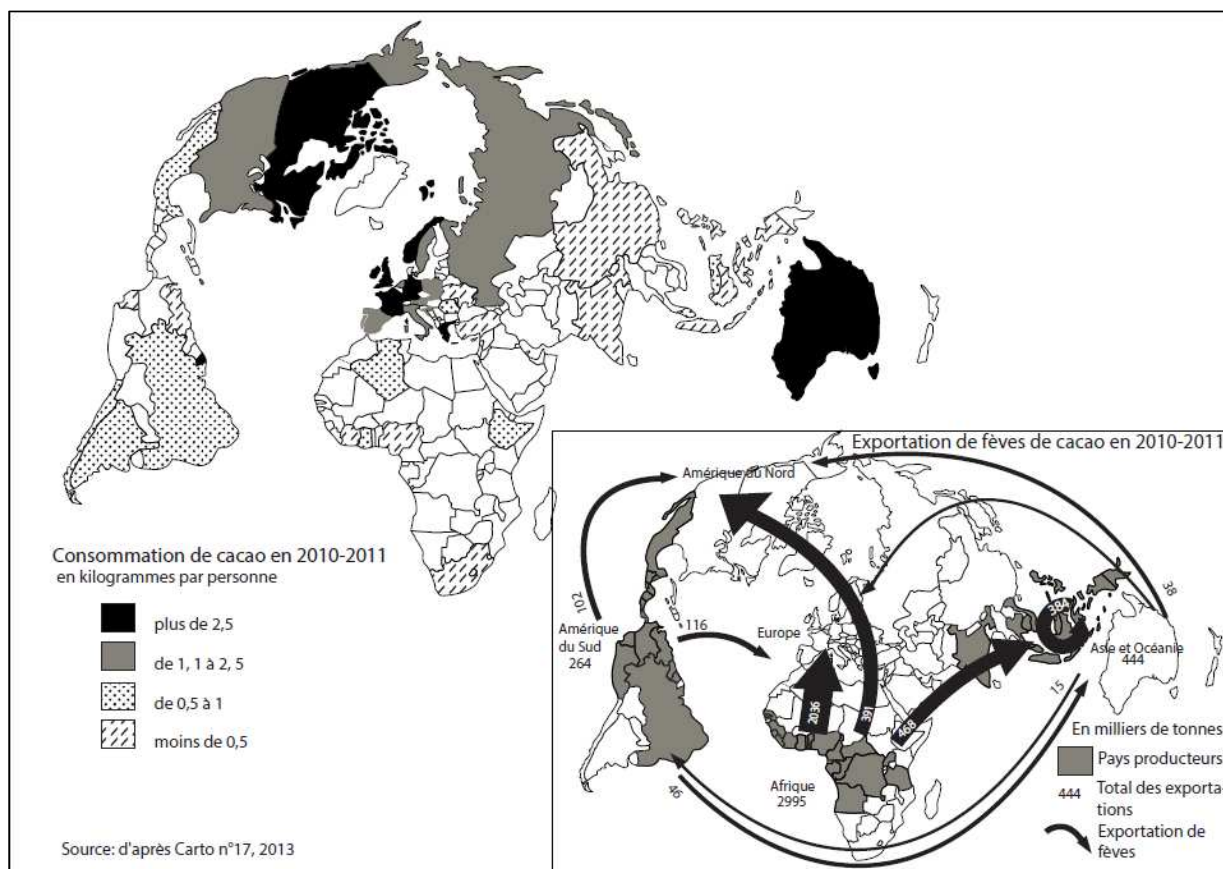 Consommation de cacao en 2010-2011
en kilogrammes par personne
plus de 2,5
de 1, 1 à 2, 5
de 0,5 à 1
moins de 0,5
Source: d'après Carto n°17, 2013
Exportation de fèves de cacao en 2010-2011
Amérique du Nord
102
Amérique
du Sud
264
116
Europe
2036
391
468
384
38
Asie et Océanie
444
15
46
Afrique
2995
En milliers de tonnes
Pays producteurs
444 Total des exporta-
tions
Exportation de
fèves